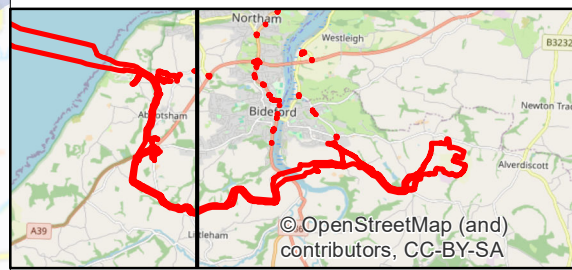 Northam
Westleigh
B3232
Newton Trac
Abbotsham
Bideford
Alverdiscott
A39
Littleham
© OpenStreetMap (and)
contributors, CC-BY-SA